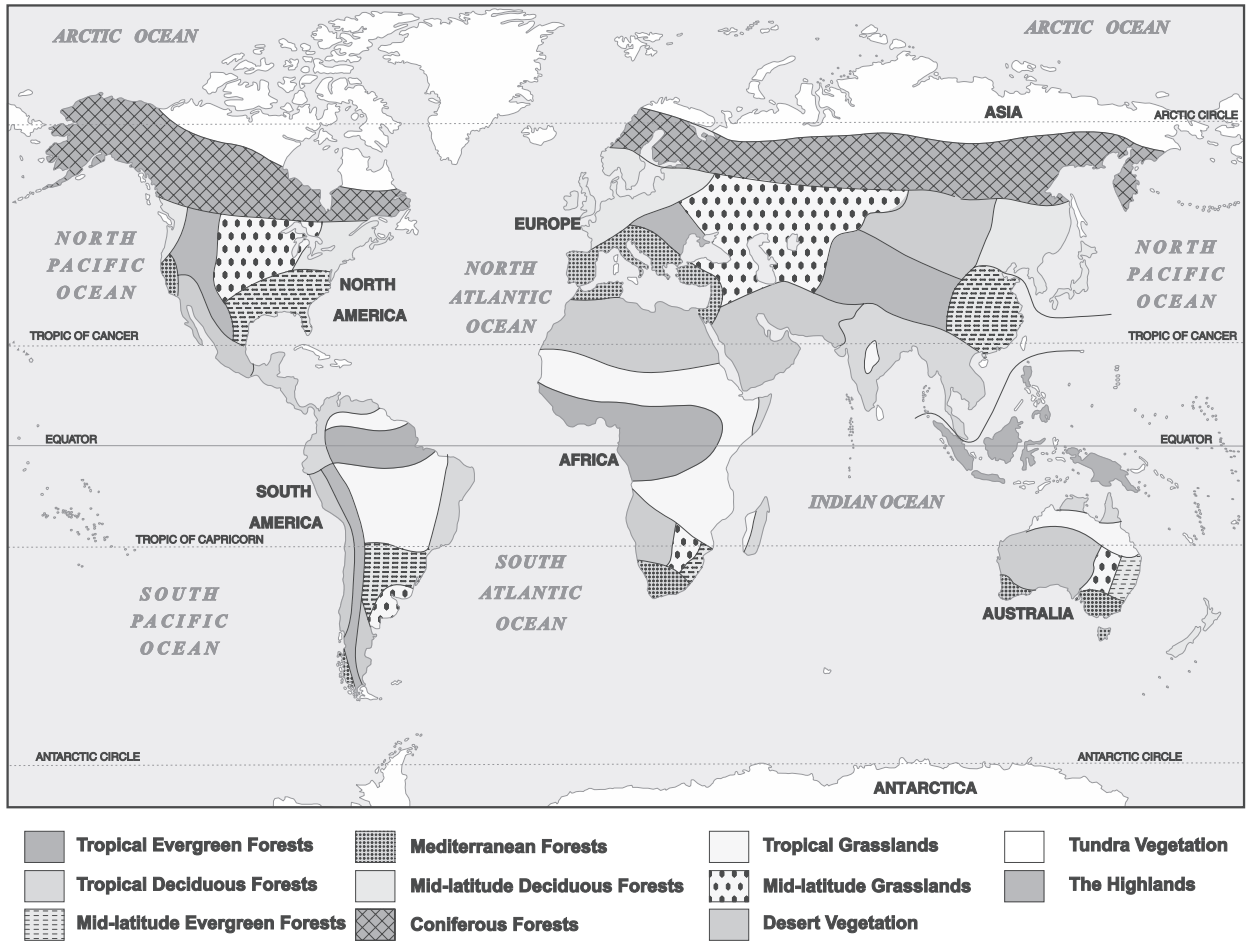 ARCTIC OCEAN
ARCTIC OCEAN
ASIA
ARCTIC CIRCLE
EUROPE
NORTH
PACIFIC
OCEAN
NORTH
ATLANTIC
OCEAN
NORTH
PACIFIC
OCEAN
NORTH
AMERICA
TROPIC OF CANCER
TROPIC OF CANCER
EQUATOR
EQUATOR
AFRICA
SOUTH
AMERICA
INDIAN OCEAN
TROPIC OF CAPRICORN
SOUTH
ATLANTIC
OCEAN
SOUTH
PACIFIC
OCEAN
AUSTRALIA
ANTARCTIC CIRCLE
ANTARCTIC CIRCLE
ANTARCTICA
Tropical Evergreen Forests
Mediterranean Forests
Tropical Grasslands
Tundra Vegetation
Tropical Deciduous Forests
Mid-latitude Deciduous Forests
Mid-latitude Grasslands
The Highlands
Mid-latitude Evergreen Forests
Coniferous Forests
Desert Vegetation